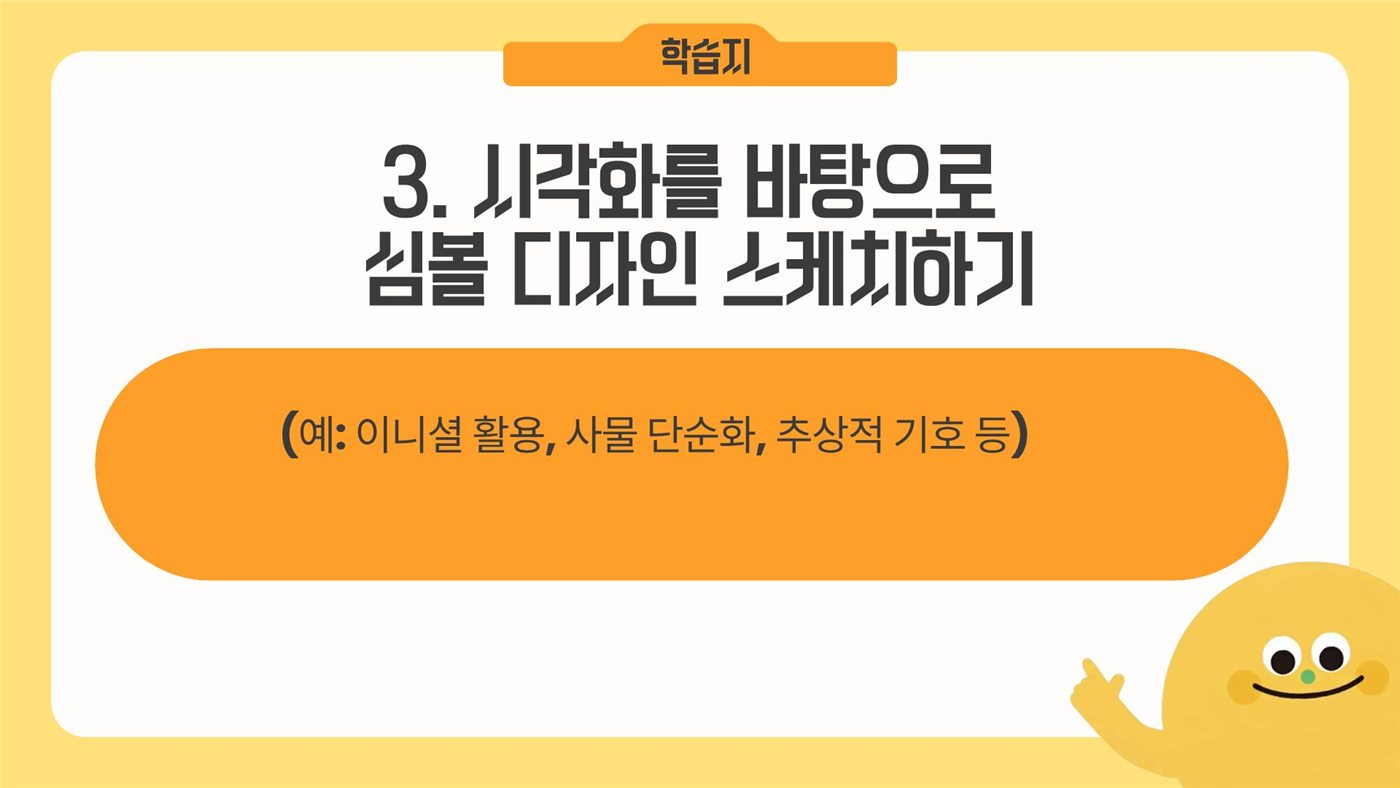 학습지
3. 시각화를 바탕으로
심볼 디자인 스케치하기
(예: 이니셜 활용, 사물 단순화, 추상적 기호 등)